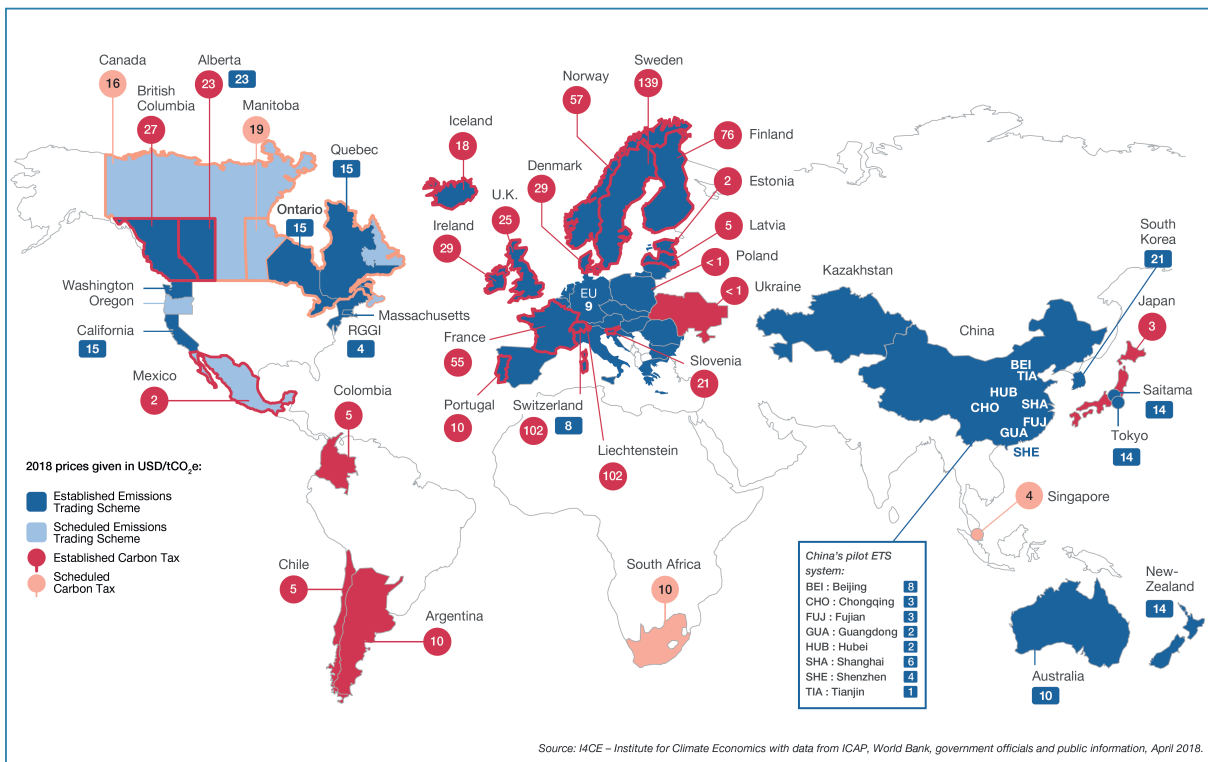 Canada
16
British
Columbia
27
Alberta
23
23
Manitoba
19
Quebec
15
Ontario
15
Washington
Oregon
California
15
Massachusetts
RGGI
4
Mexico
2
Colombia
5
Chile
5
Argentina
10
Iceland
18
Ireland
29
U.K.
25
Denmark
29
Norway
57
Sweden
139
76
Finland
2
Estonia
5
Latvia
< 1
Poland
< 1
Ukraine
EU
9
France
55
Portugal
10
Switzerland
102
8
Liechtenstein
102
Slovenia
21
South Africa
10
Kazakhstan
China
BEI
TIA
HUB
CHO
SHA
FUJ
GUA
SHE
South
Korea
21
Japan
3
Saitama
14
Tokyo
14
4
Singapore
New-
Zealand
14
Australia
10
2018 prices given in USD/tCO₂e:
Established Emissions
Trading Scheme
Scheduled Emissions
Trading Scheme
Established Carbon Tax
Scheduled
Carbon Tax
China's pilot ETS
system:
BEI : Beijing 8
CHO : Chongqing 3
FUJ : Fujian 3
GUA : Guangdong 2
HUB : Hubei 2
SHA : Shanghai 6
SHE : Shenzhen 4
TIA : Tianjin 1
Source: I4CE – Institute for Climate Economics with data from ICAP, World Bank, government officials and public information, April 2018.